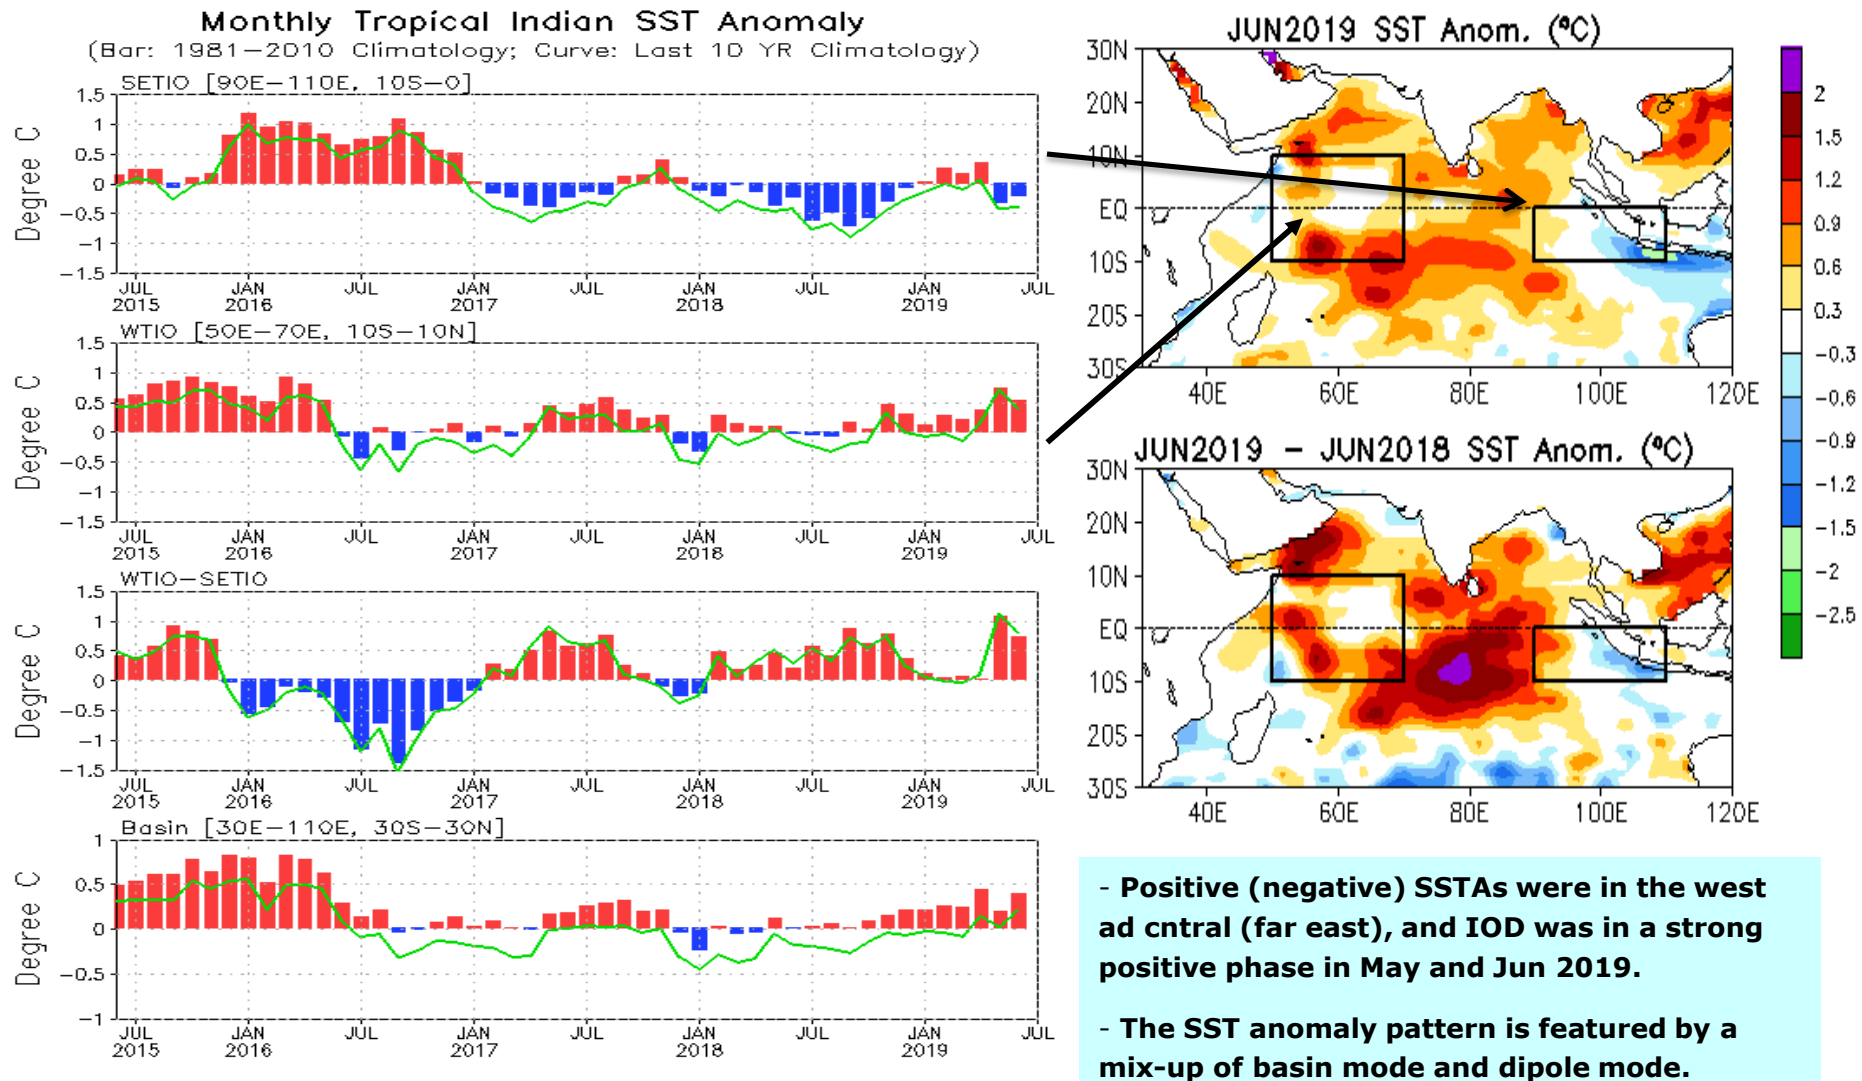 Monthly Tropical Indian SST Anomaly
(Bar: 1981−2010 Climatology; Curve: Last 10 YR Climatology)
SETIO [90E−110E, 10S−0]
Degree C
1.5
1
0.5
0
−0.5
−1
−1.5
JUL 2015
JAN 2016
JUL
JAN 2017
JUL
JAN 2018
JUL
JAN 2019
JUL
WTIO [50E−70E, 10S−10N]
Degree C
1.5
1
0.5
0
−0.5
−1
−1.5
JUL 2015
JAN 2016
JUL
JAN 2017
JUL
JAN 2018
JUL
JAN 2019
JUL
WTIO−SETIO
Degree C
1.5
1
0.5
0
−0.5
−1
−1.5
JUL 2015
JAN 2016
JUL
JAN 2017
JUL
JAN 2018
JUL
JAN 2019
JUL
Basin [30E−110E, 30S−30N]
Degree C
1
0.5
0
−0.5
−1
JUL 2015
JAN 2016
JUL
JAN 2017
JUL
JAN 2018
JUL
JAN 2019
JUL
JUN2019 SST Anom. (ºC)
30N
20N
10N
EQ
10S
20S
30S
40E 60E 80E 100E 120E
2
1.5
1.2
0.9
0.6
0.3
−0.3
−0.6
−0.9
−1.2
−1.5
−2
−2.5
JUN2019 − JUN2018 SST Anom. (ºC)
30N
20N
10N
EQ
10S
20S
30S
40E 60E 80E 100E 120E
- Positive (negative) SSTAs were in the west
ad cntral (far east), and IOD was in a strong
positive phase in May and Jun 2019.
- The SST anomaly pattern is featured by a
mix-up of basin mode and dipole mode.